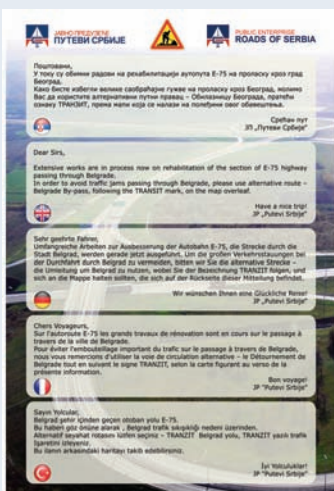 ЈАВНО ПРЕДУЗЕЋЕ
ПУТЕВИ СРБИЈЕ
PUBLIC ENTERPRISE
ROADS OF SERBIA
Поштовани,
У току су обимни радови на рехабилитацији аутопута Е-75 на проласку кроз град
Београд.
Како бисте избегли велике саобраћајне гужве на проласку кроз Београд, молимо
Вас да користите алтернативни путни правац – Обилазницу Београда, пратећи
ознаку ТРАНЗИТ, према мапи која се налази на полеђини овог обавештења.
Срећан пут
ЈП „Путеви Србије"
Dear Sirs,
Extensive works are in process now on rehabilitation of the section of E-75 highway
passing through Belgrade.
In order to avoid traffic jams passing through Belgrade, please use alternative route –
Belgrade By-pass, following the TRANSIT mark, on the map overleaf.
Have a nice trip!
JP „Putevi Srbije"
Sehr geehrte Fahrer,
Umfangreiche Arbeiten zur Ausbesserung der Autobahn E-75, die Strecke durch die
Stadt Belgrad, werden gerade jetzt ausgeführt. Um die großen Verkehrsstauungen bei
der Durchfahrt durch Belgrad zu vermeiden, bitten wir Sie die alternative Strecke –
die Umleitung um Belgrad zu nutzen, wobei Sie der Bezeichnung TRANZIT folgen, und
sich an die Mappe halten sollten, die sich auf der Rückseite dieser Mitteilung befindet.
Wir wünschen Ihnen eine Glückliche Reise!
JP „Putevi Srbije"
Chers Voyageurs,
Sur l'autoroute E-75 les grands travaux de rénovation sont en cours sur le passage à
travers de la ville de Belgrade.
Pour éviter l'embouteillage important du trafic sur le passage à travers de Belgrade,
nous vous remercions d'utiliser la voie de circulation alternative – le Détournement de
Belgrade tout en suivant le signe TRANZIT, selon la carte figurant au verso de la
présente information.
Bon voyage!
JP "Putevi Srbije"
Sayın Yolcular,
Belgrad şehir içinden geçen otoban yolu E-75.
Bu haberi göz önüne alarak , Belgrad trafik sıkışıklığı nedeni üzerinden.
Alternatif seyahat rotasını lütfen seçiniz – TRANZIT Belgrad yolu, TRANZIT yazılı trafik
işaretini izleyeniz.
Bu ilanın arkasındaki haritayı takib edebilirsiniz.
İyi Yolculuklar!
JP "Putevi Srbije"